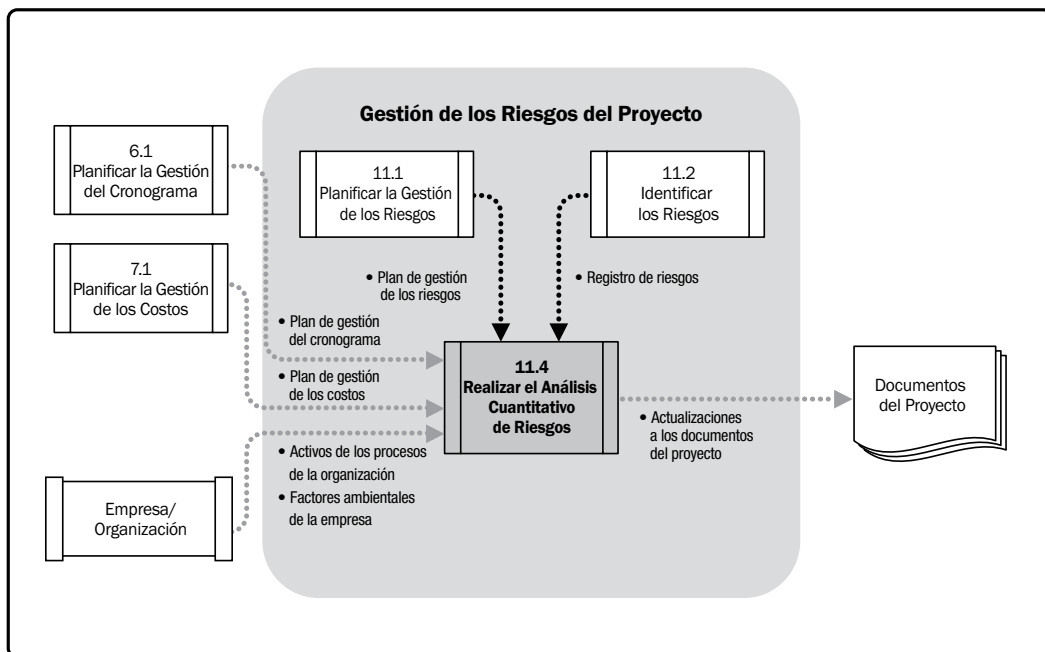 Gestión de los Riesgos del Proyecto
6.1
Planificar la Gestión
del Cronograma
11.1
Planificar la Gestión
de los Riesgos
11.2
Identificar
los Riesgos
7.1
Planificar la Gestión
de los Costos
• Plan de gestión
de los riesgos
• Registro de riesgos
• Plan de gestión
del cronograma
• Plan de gestión
de los costos
11.4
Realizar el Análisis
Cuantitativo
de Riesgos
Documentos
del Proyecto
• Actualizaciones
a los documentos
del proyecto
• Activos de los procesos
de la organización
• Factores ambientales
de la empresa
Empresa/
Organización